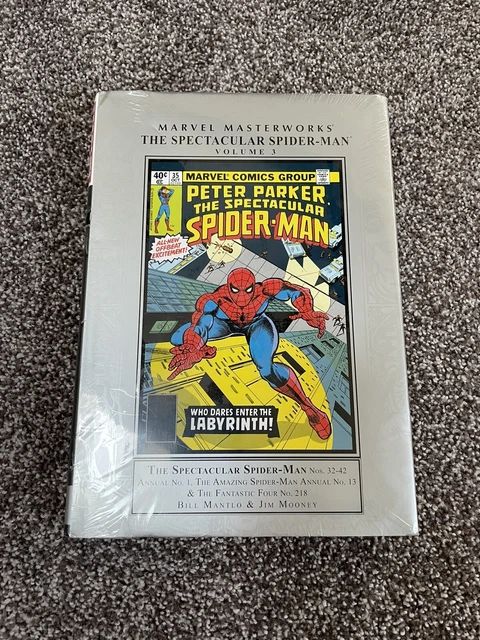 MARVEL MASTERWORKS
THE SPECTACULAR SPIDER-MAN
VOLUME 3
40¢ 35 MARVEL COMICS GROUP
PETER PARKER,
THE SPECTACULAR
SPIDER-MAN
ALL-NEW
OFFBEAT
EXCITEMENT!
WHO DARES ENTER THE
LABYRINTH!
THE SPECTACULAR SPIDER-MAN NOS. 32-42
ANNUAL NO. 1, THE AMAZING SPIDER-MAN ANNUAL NO. 13
& THE FANTASTIC FOUR NO. 218
BILL MANTLO & JIM MOONEY